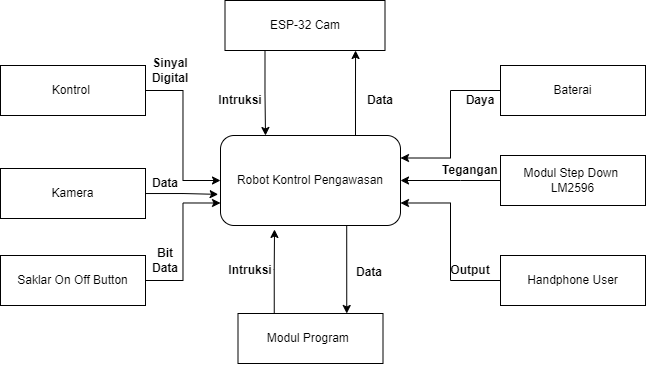 ESP-32 Cam
Sinyal
Digital
Kontrol
Intruksi
Data
Daya
Baterai
Kamera
Data
Robot Kontrol Pengawasan
Tegangan
Modul Step Down
LM2596
Saklar On Off Button
Bit
Data
Intruksi
Data
Output
Handphone User
Modul Program